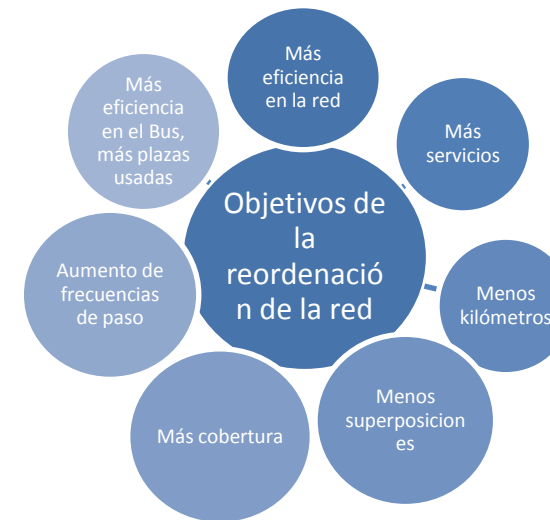 Más
eficiencia
en la red
Más
servicios
Menos
kilómetros
Menos
superposicion
es
Más cobertura
Aumento de
frecuencias
de paso
Más
eficiencia
en el Bus,
más plazas
usadas
Objetivos de
la
reordenació
n de la red